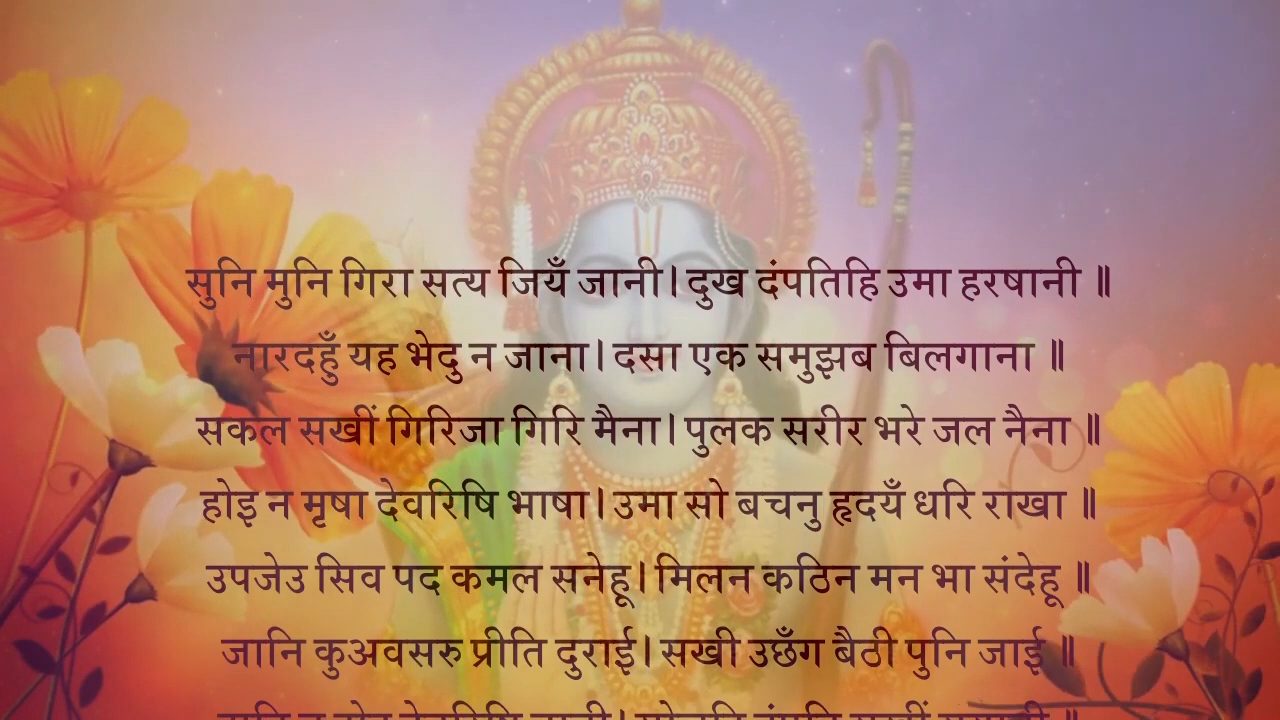 सुनि मुनि गिरा सत्य जियँ जानी। दुख दंपतिहि उमा हरषानी ॥
नारदहुँ यह भेदु न जाना। दसा एक समुझब बिलगाना ॥
सकल सखीं गिरिजा गिरि मैना। पुलक सरीर भरे जल नैना ॥
होइ न मृषा देवरिषि भाषा। उमा सो बचनु हृदयँ धरि राखा ॥
उपजेउ सिव पद कमल सनेहू। मिलन कठिन मन भा संदेहू ॥
जानि कुअवसरु प्रीति दुराई। सखी उछँग बैठी पुनि जाई ॥